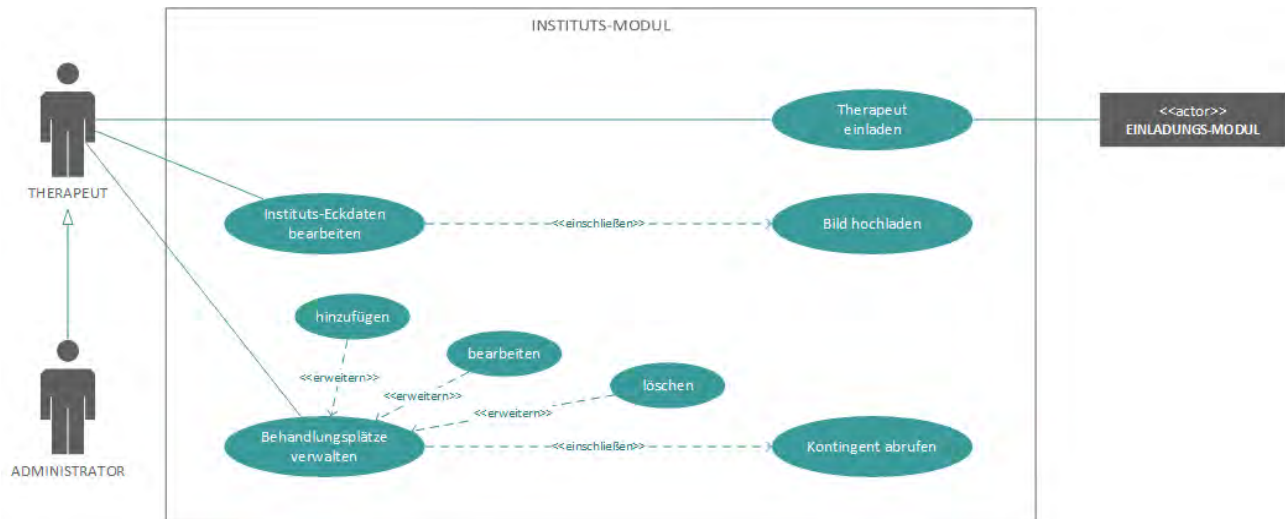 INSTITUTS-MODUL
Therapeut
einladen
<<actor>>
EINLADUNGS-MODUL
THERAPEUT
Instituts-Eckdaten
bearbeiten
<<einschließen>>
Bild hochladen
hinzufügen
bearbeiten
löschen
<<erweitern>>
<<erweitern>>
<<erweitern>>
Behandlungsplätze
verwalten
<<einschließen>>
Kontingent abrufen
ADMINISTRATOR